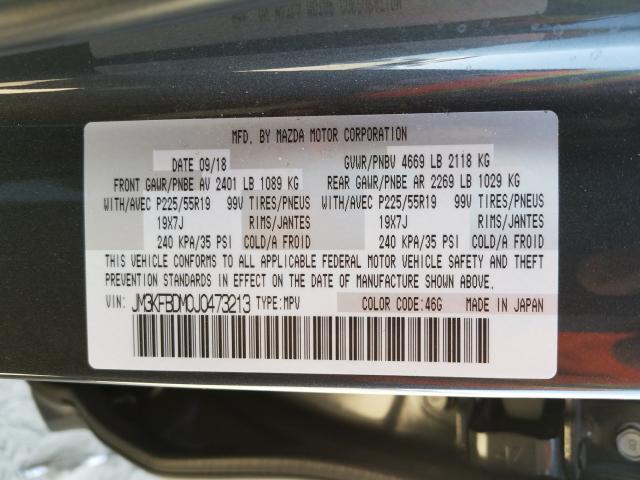 MFD. BY MAZDA MOTOR CORPORATION
DATE 09/18 GVWR/PNBV 4669 LB 2118 KG
FRONT GAWR/PNBE AV 2401 LB 1089 KG REAR GAWR/PNBE AR 2269 LB 1029 KG
WITH/AVEC P225/55R19 99V TIRES/PNEUS WITH/AVEC P225/55R19 99V TIRES/PNEUS
19X7J RIMS/JANTES 19X7J RIMS/JANTES
240 KPA/35 PSI COLD/A FROID 240 KPA/35 PSI COLD/A FROID
THIS VEHICLE CONFORMS TO ALL APPLICABLE FEDERAL MOTOR VEHICLE SAFETY AND THEFT
PREVENTION STANDARDS IN EFFECT ON THE DATE OF MANUFACTURE SHOWN ABOVE.
VIN: JM3KFBDM0J0473213 TYPE:MPV COLOR CODE:46G MADE IN JAPAN